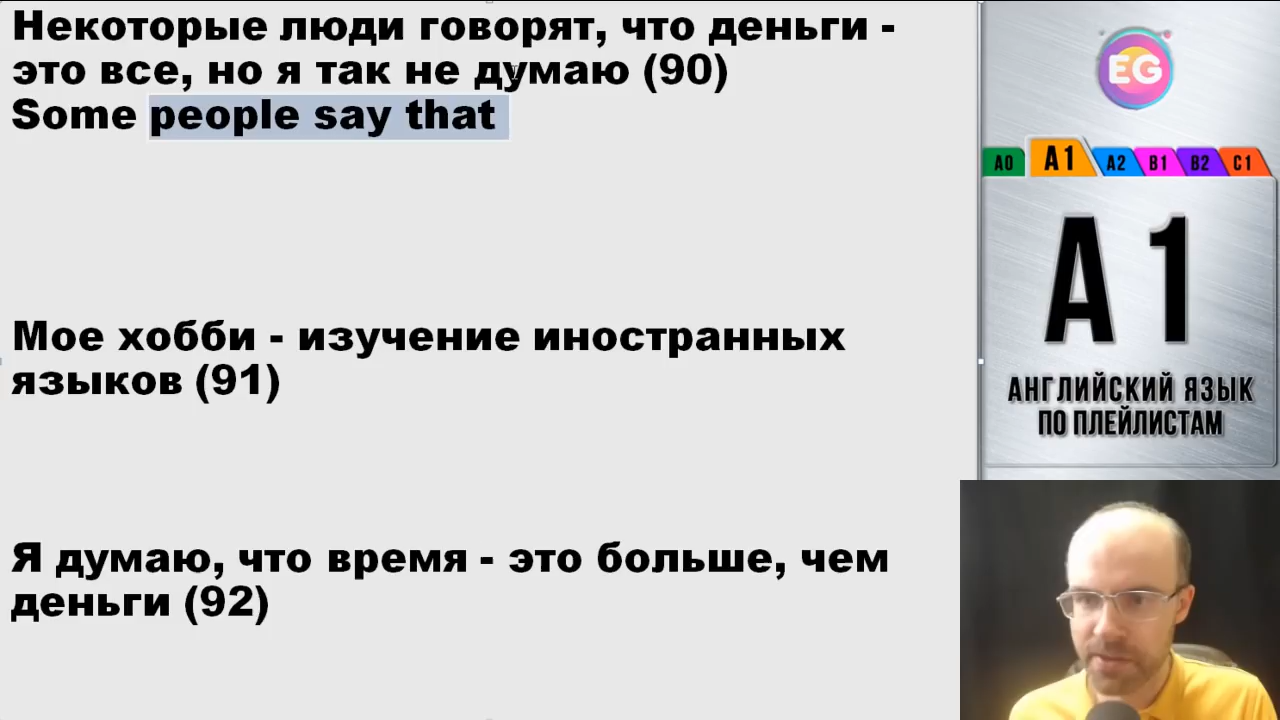 Некоторые люди говорят, что деньги -
это все, но я так не думаю (90)
Some people say that
Мое хобби - изучение иностранных
языков (91)
Я думаю, что время - это больше, чем
деньги (92)
EG
A0 A1 A2 B1 B2 C1
A 1
АНГЛИЙСКИЙ ЯЗЫК
ПО ПЛЕЙЛИСТАМ